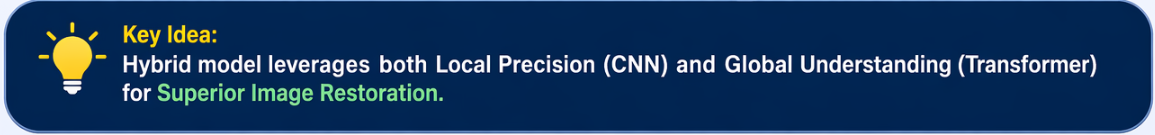 Key Idea:
Hybrid model leverages both Local Precision (CNN) and Global Understanding (Transformer)
for Superior Image Restoration.